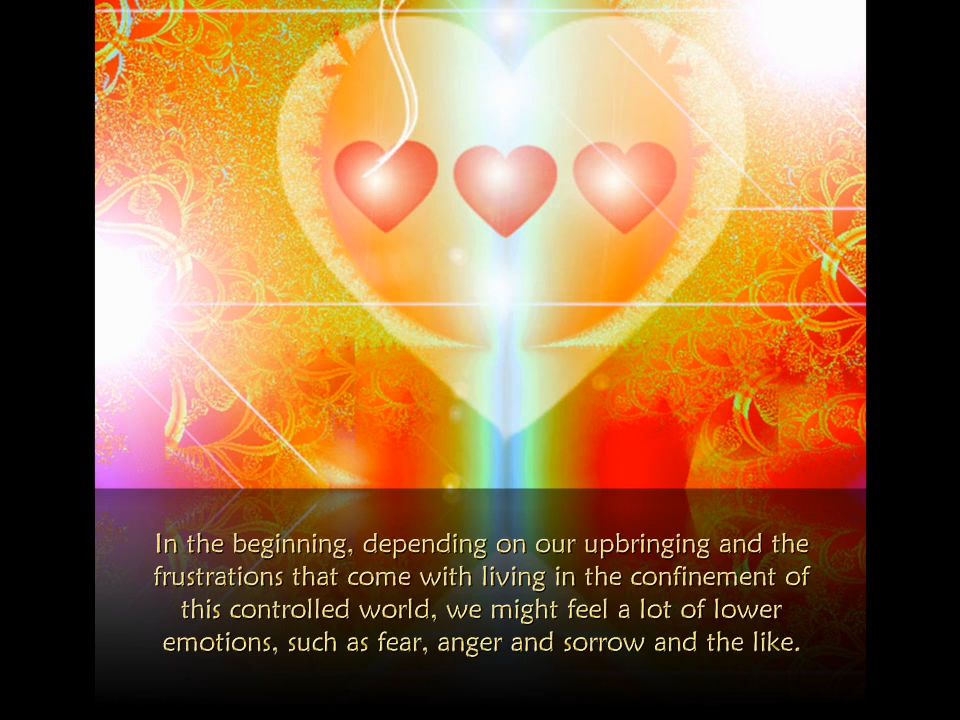 In the beginning, depending on our upbringing and the
frustrations that come with living in the confinement of
this controlled world, we might feel a lot of lower
emotions, such as fear, anger and sorrow and the like.